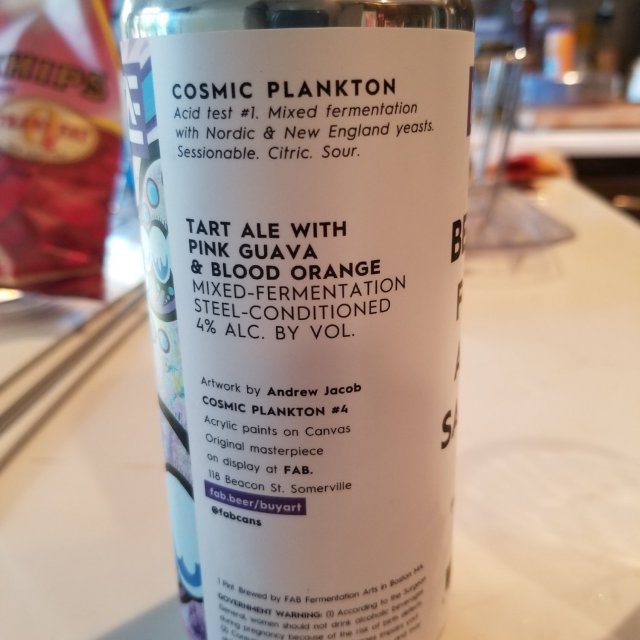 CHIPS
COSMIC PLANKTON
Acid test #1. Mixed fermentation
with Nordic & New England yeasts.
Sessionable. Citric. Sour.
TART ALE WITH
PINK GUAVA
& BLOOD ORANGE
MIXED-FERMENTATION
STEEL-CONDITIONED
4% ALC. BY VOL.
Artwork by Andrew Jacob
COSMIC PLANKTON #4
Acrylic paints on Canvas
Original masterpiece
on display at FAB.
118 Beacon St. Somerville
fab.beer/buyart
@fabcans
1 Pint. Brewed by FAB Fermentation Arts in Boston MA.
GOVERNMENT WARNING: (1) According to the Surgeon
General, women should not drink alcoholic beverages
during pregnancy because of the risk of birth defects.